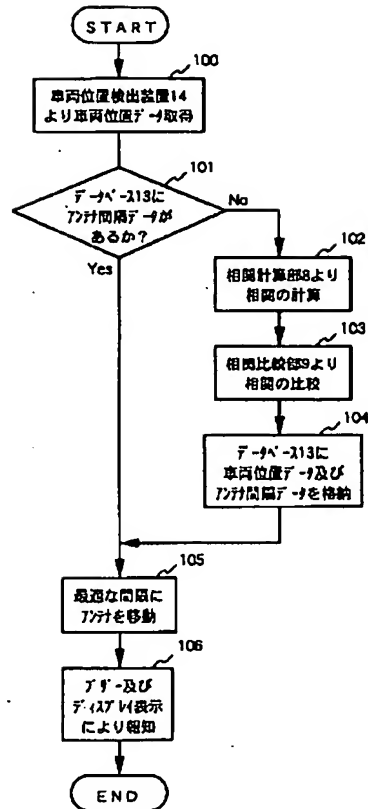 START
100
車両位置検出装置14
より車両位置データ取得
101
データベース13に
アンテナ間隔データが
あるか?
No
Yes
102
相関計算部8より
相関の計算
103
相関比較部9より
相関の比較
104
データベース13に
車両位置データ及び
アンテナ間隔データを格納
105
最適な間隔に
アンテナを移動
106
ブザー及び
ディスプレイ表示
により報知
END